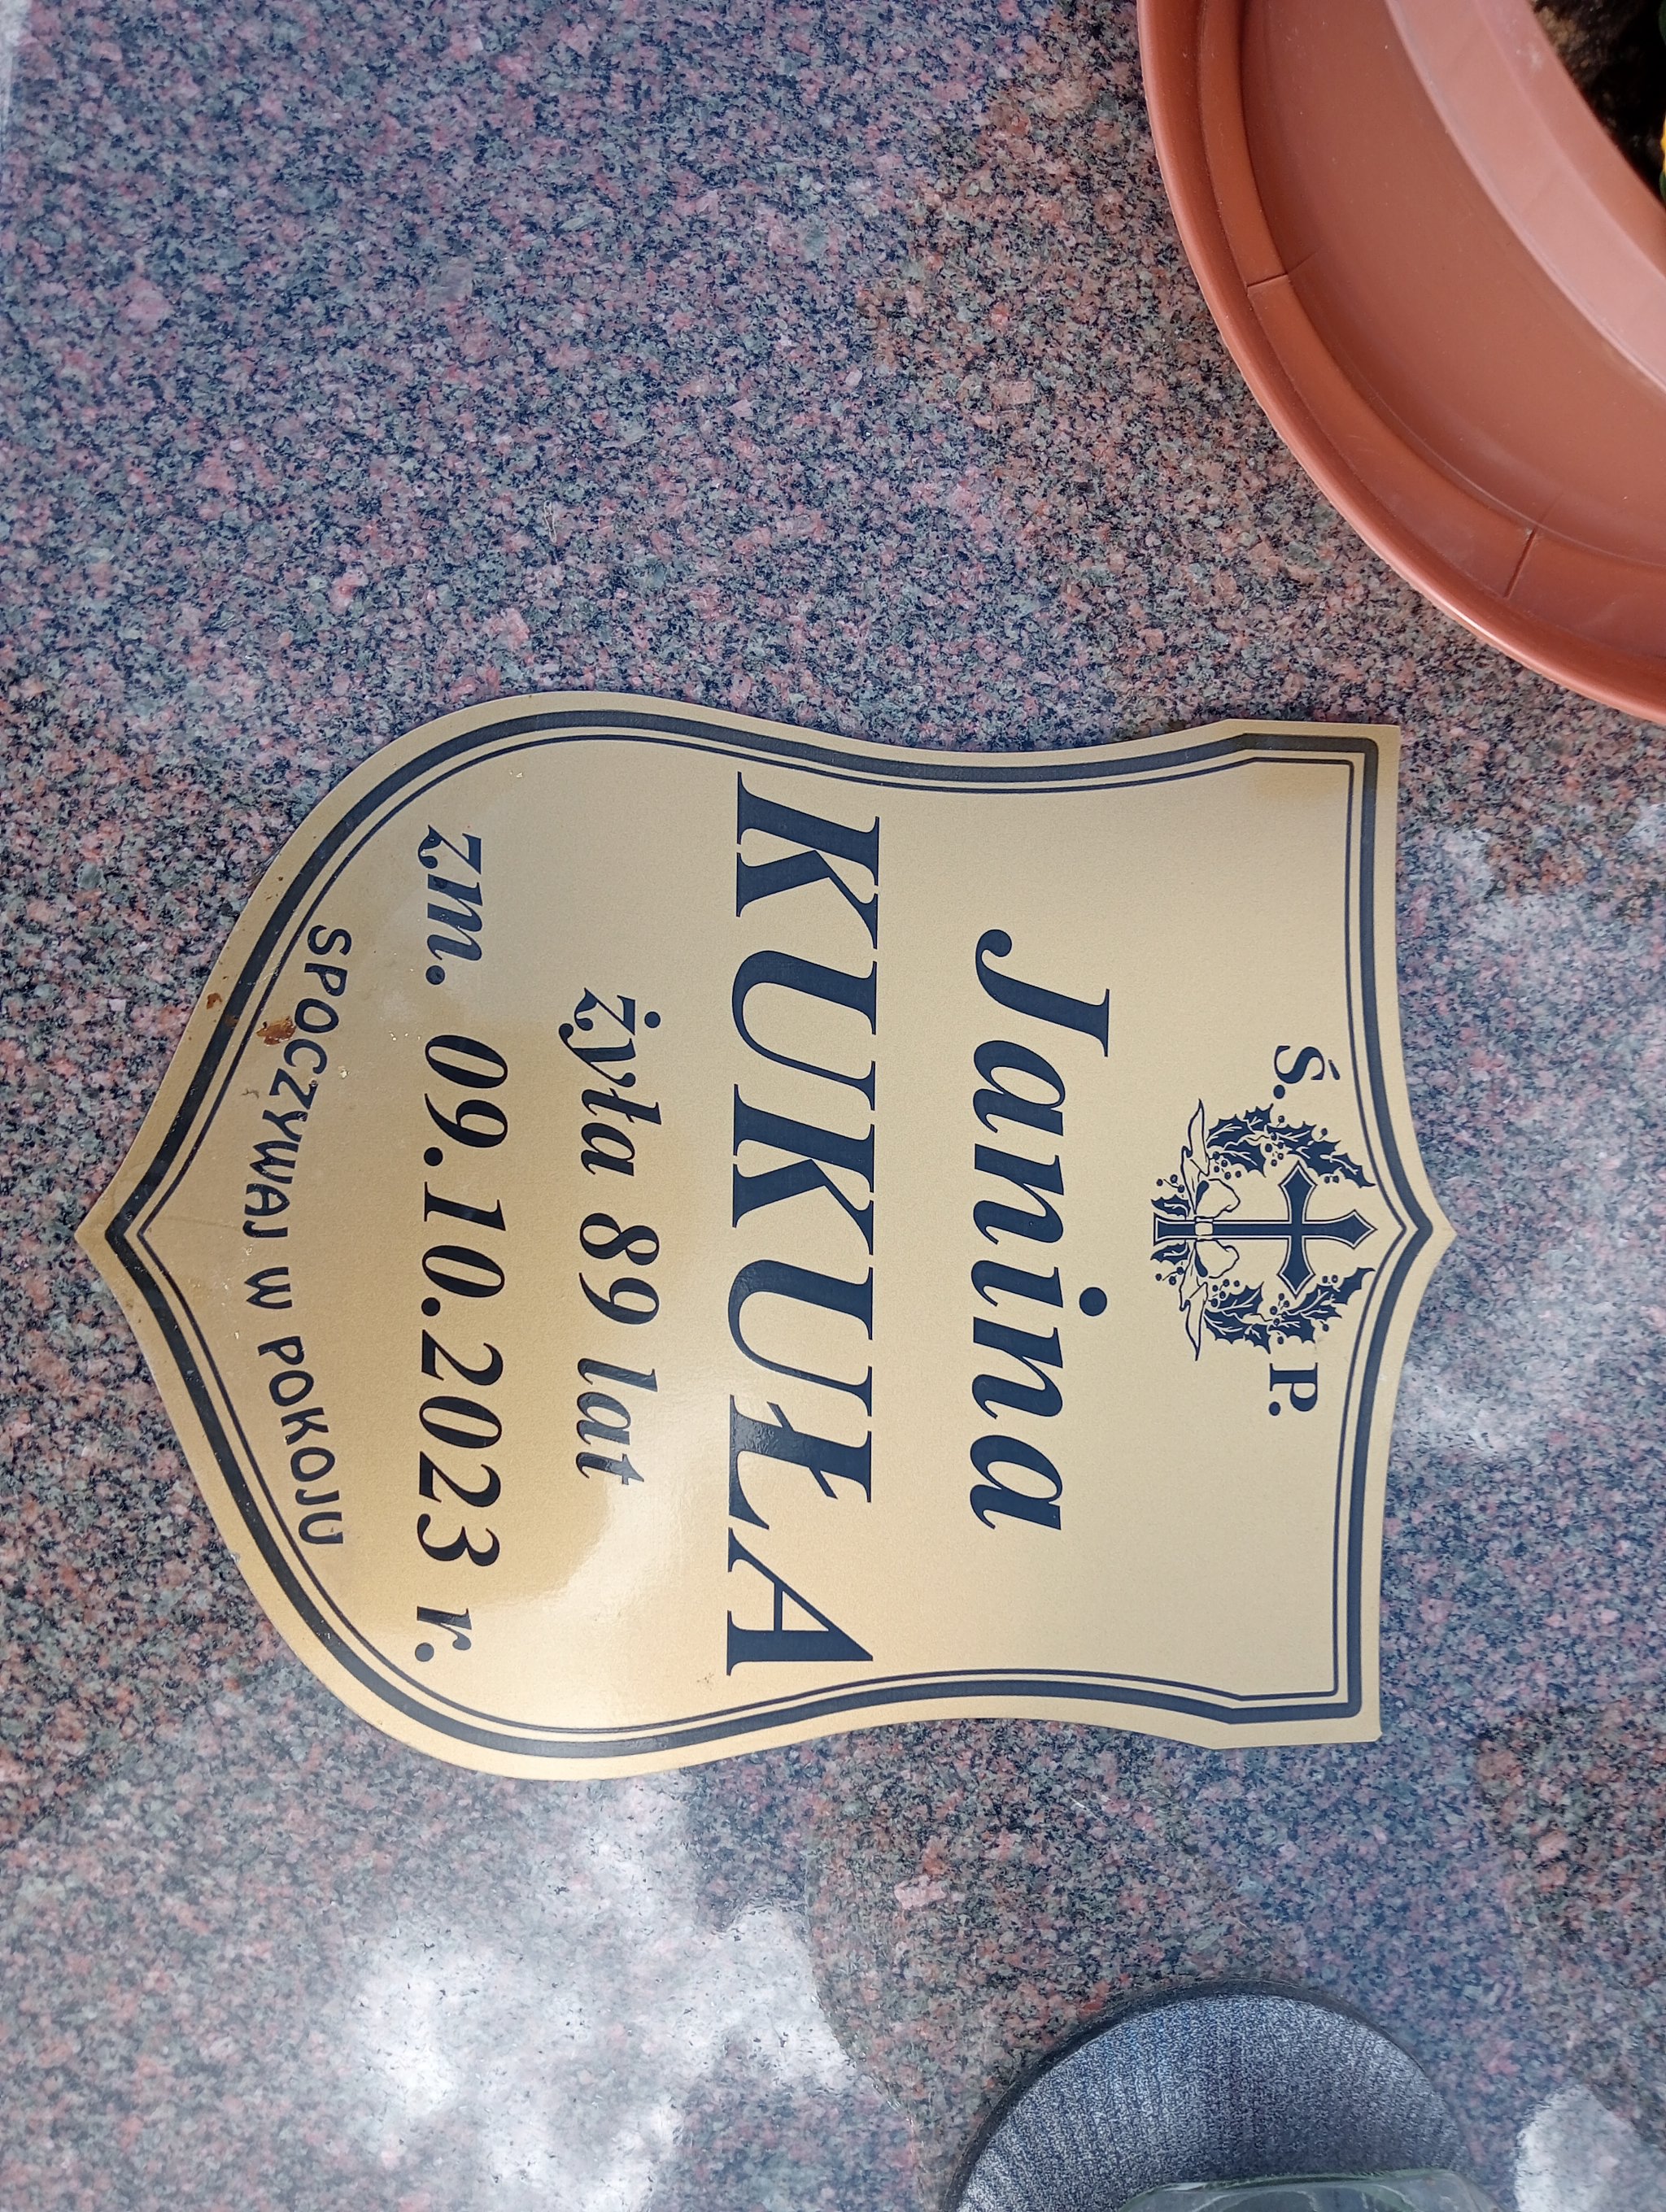 Ś. P.
Janina
KUKUŁA
żyła 89 lat
zm. 09.10.2023 r.
SPOCZYWAJ W POKOJU